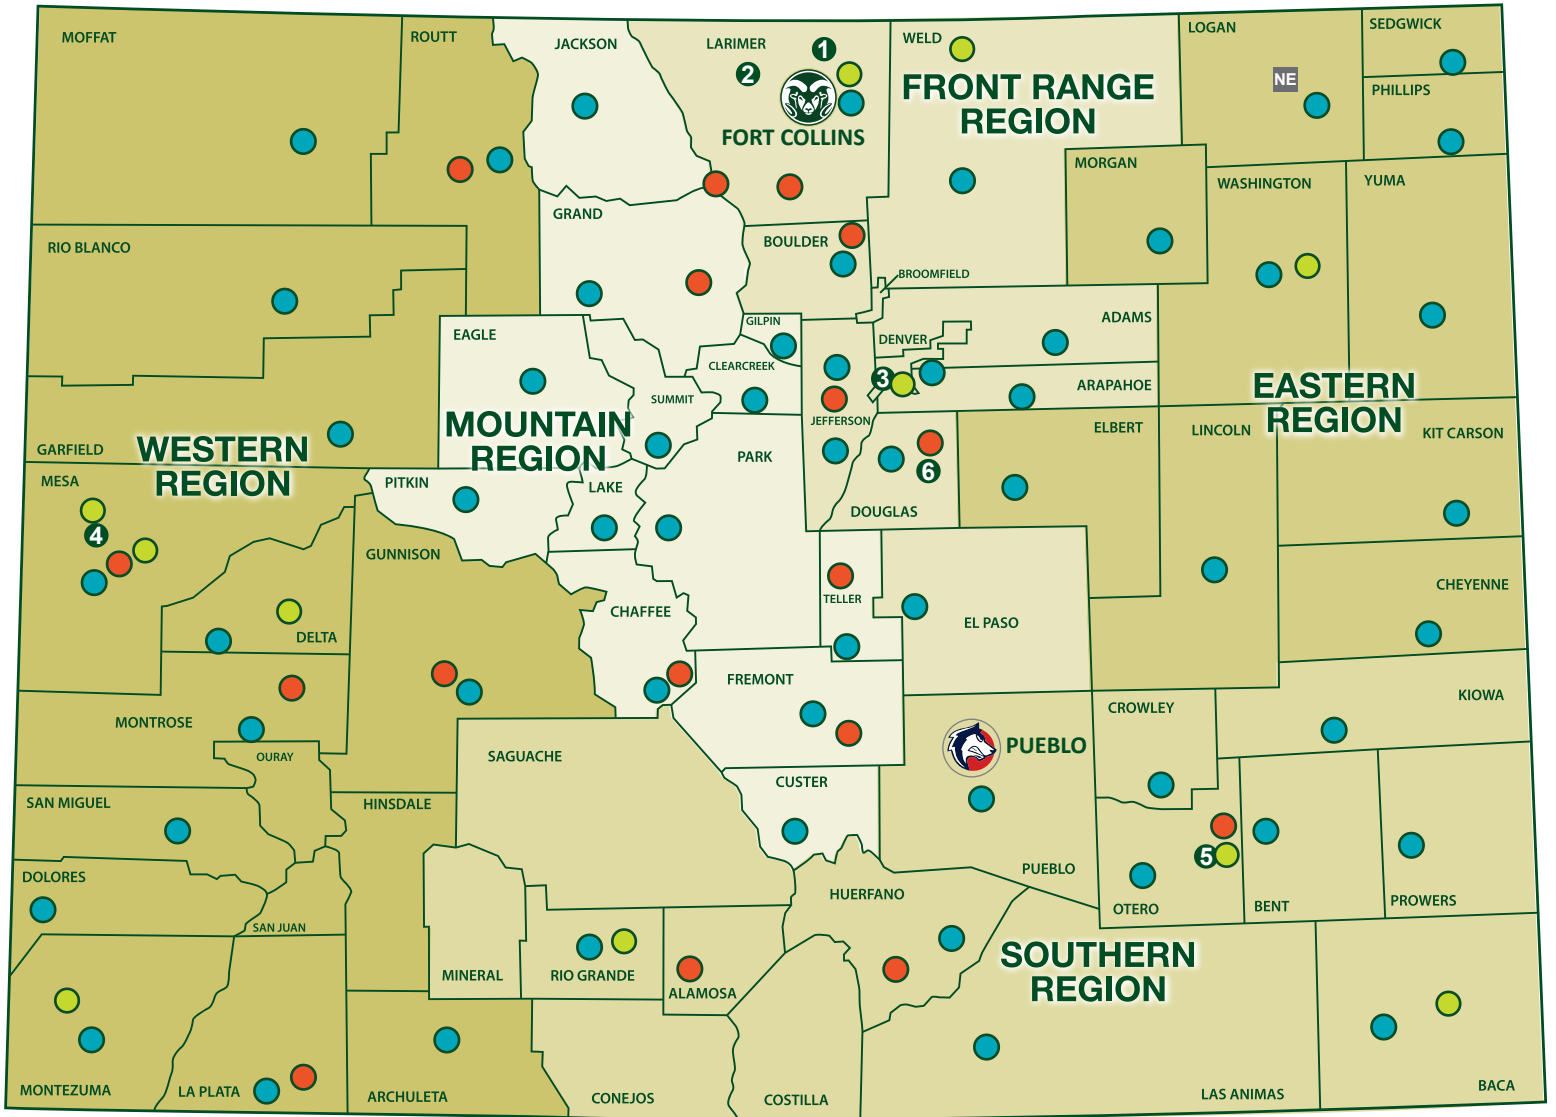 MOFFAT
ROUTT
JACKSON
LARIMER
1
2
FORT COLLINS
WELD
FRONT RANGE
REGION
LOGAN
NE
SEDGWICK
PHILLIPS
MORGAN
WASHINGTON
YUMA
RIO BLANCO
GRAND
BOULDER
BROOMFIELD
EAGLE
GILPIN
CLEARCREEK
SUMMIT
DENVER
3
ADAMS
ARAPAHOE
JEFFERSON
EASTERN
REGION
GARFIELD
WESTERN
REGION
MOUNTAIN
REGION
ELBERT
LINCOLN
KIT CARSON
MESA
4
PITKIN
LAKE
PARK
6
DOUGLAS
GUNNISON
CHAFFEE
TELLER
EL PASO
CHEYENNE
DELTA
MONTROSE
OURAY
FREMONT
PUEBLO
CROWLEY
KIOWA
SAGUACHE
CUSTER
SAN MIGUEL
HINSDALE
DOLORES
SAN JUAN
PUEBLO
5
OTERO
BENT
PROWERS
HUERFANO
MINERAL
RIO GRANDE
ALAMOSA
SOUTHERN
REGION
MONTEZUMA
LA PLATA
ARCHULETA
CONEJOS
COSTILLA
LAS ANIMAS
BACA